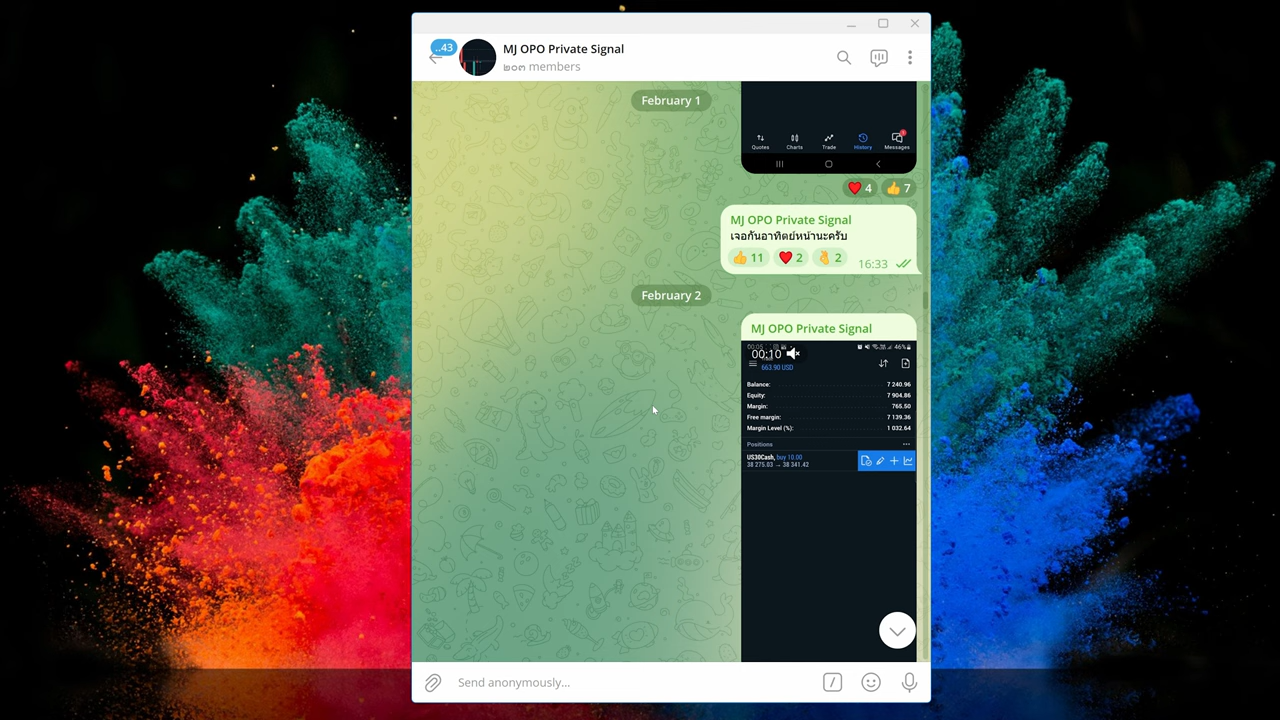 ..43
MJ OPO Private Signal
๒๐๓ members
February 1
Quotes Charts Trade History Messages
4 7
MJ OPO Private Signal
เจอกันอาทิตย์หน้านะครับ
11 2 2 16:33
February 2
MJ OPO Private Signal
46%
00:10
663.90 USD
Balance: 7 240.96
Equity: 7 904.86
Margin: 765.50
Free margin: 7 139.36
Margin Level (%): 1 032.64
Positions
US30Cash, buy 10.00
38 275.03 → 38 341.42
Send anonymously...